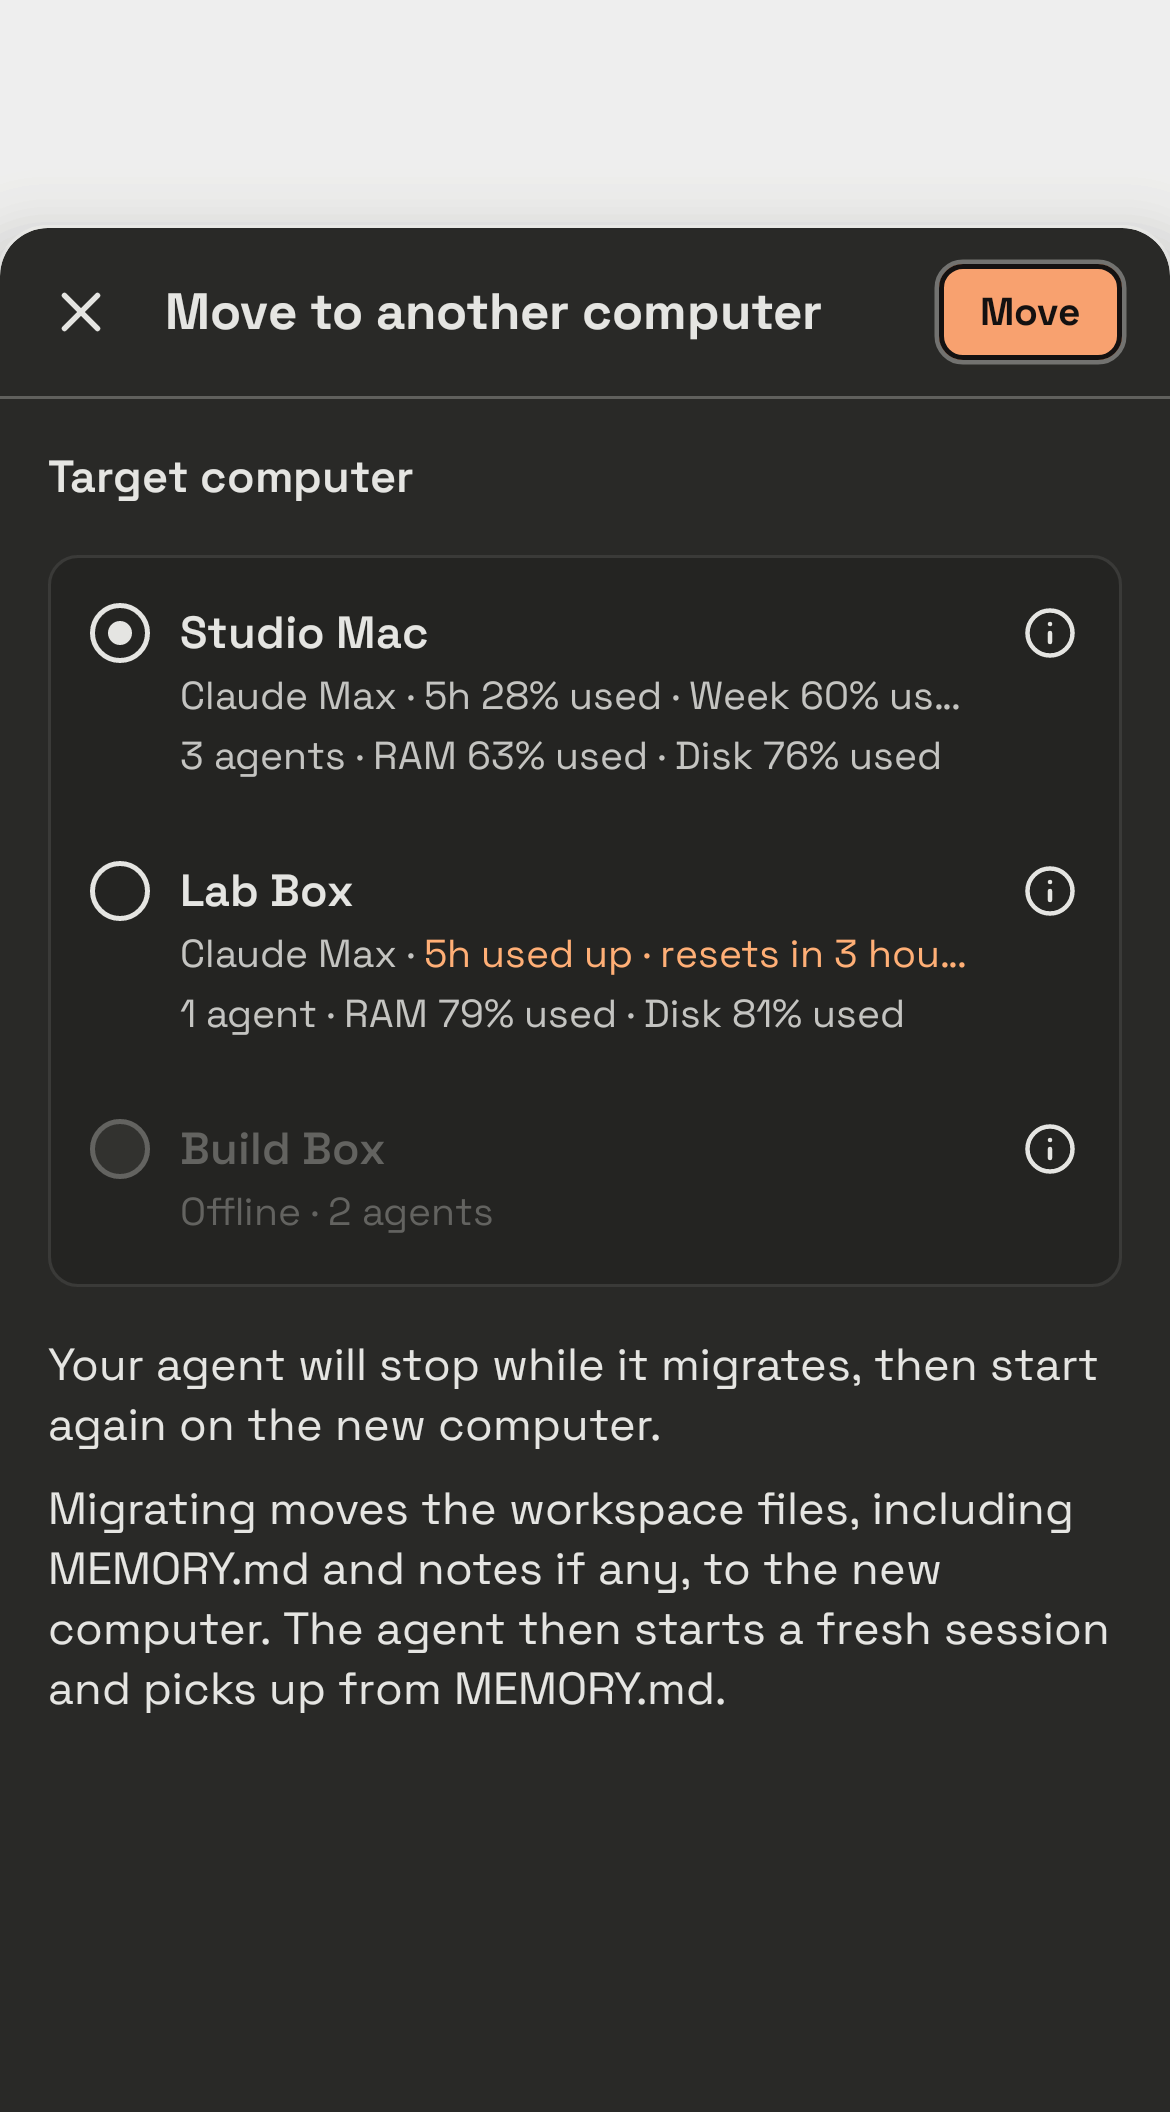 Move to another computer
Move
Target computer
Studio Mac
Claude Max · 5h 28% used · Week 60% us...
3 agents · RAM 63% used · Disk 76% used
Lab Box
Claude Max · 5h used up · resets in 3 hou...
1 agent · RAM 79% used · Disk 81% used
Build Box
Offline · 2 agents
Your agent will stop while it migrates, then start
again on the new computer.
Migrating moves the workspace files, including
MEMORY.md and notes if any, to the new
computer. The agent then starts a fresh session
and picks up from MEMORY.md.